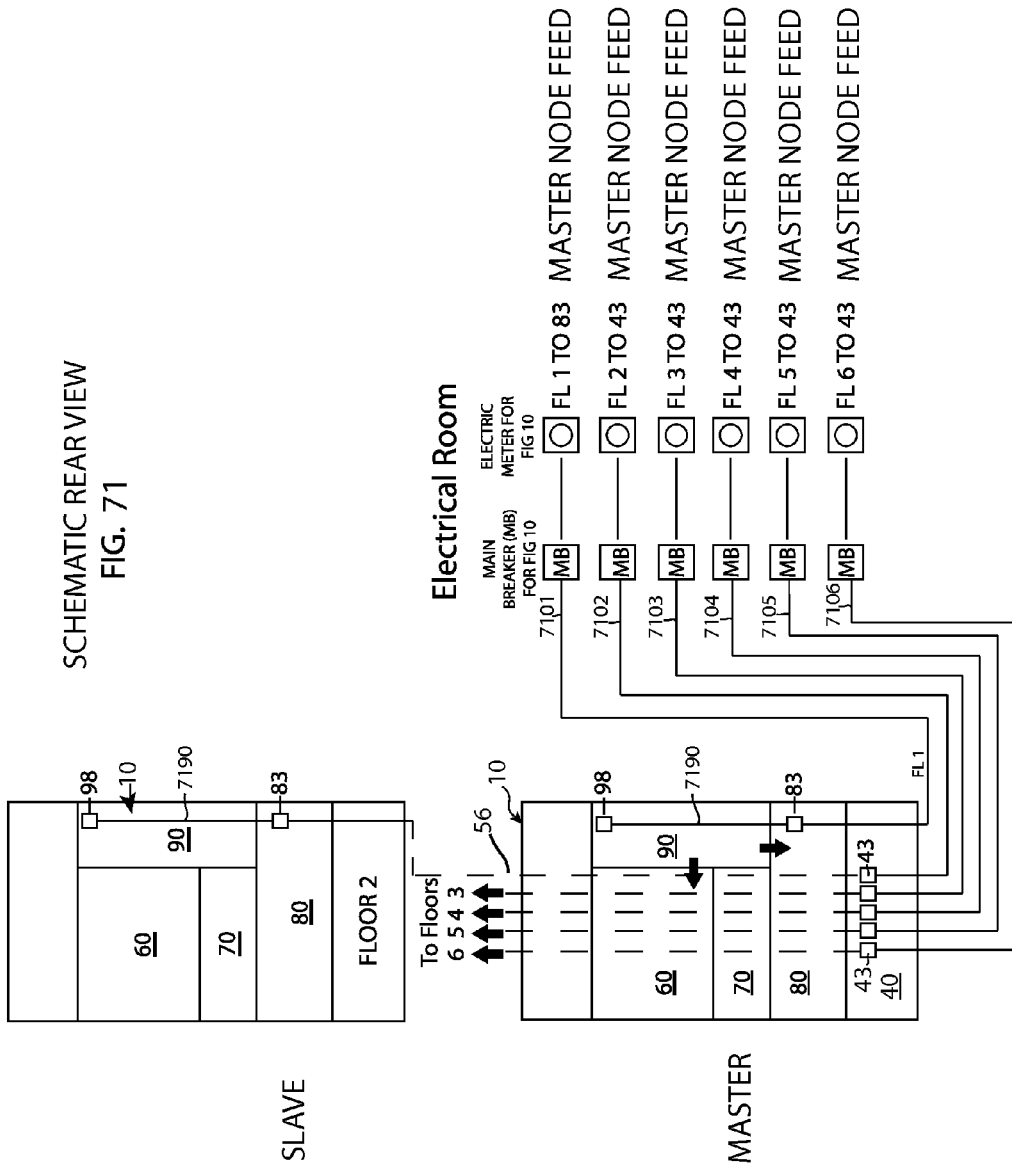 SCHEMATIC REAR VIEW
FIG. 71
SLAVE
98
10
7190
90
83
60
70
80
FLOOR 2
To Floors
6 5 4 3
56
MASTER
10
98
7190
90
83
60
70
80
43
43
40
FL 1
Electrical Room
MAIN
BREAKER (MB)
FOR FIG 10
ELECTRIC
METER FOR
FIG 10
7101 MB FL 1 TO 83 MASTER NODE FEED
7102 MB FL 2 TO 43 MASTER NODE FEED
7103 MB FL 3 TO 43 MASTER NODE FEED
7104 MB FL 4 TO 43 MASTER NODE FEED
7105 MB FL 5 TO 43 MASTER NODE FEED
7106 MB FL 6 TO 43 MASTER NODE FEED